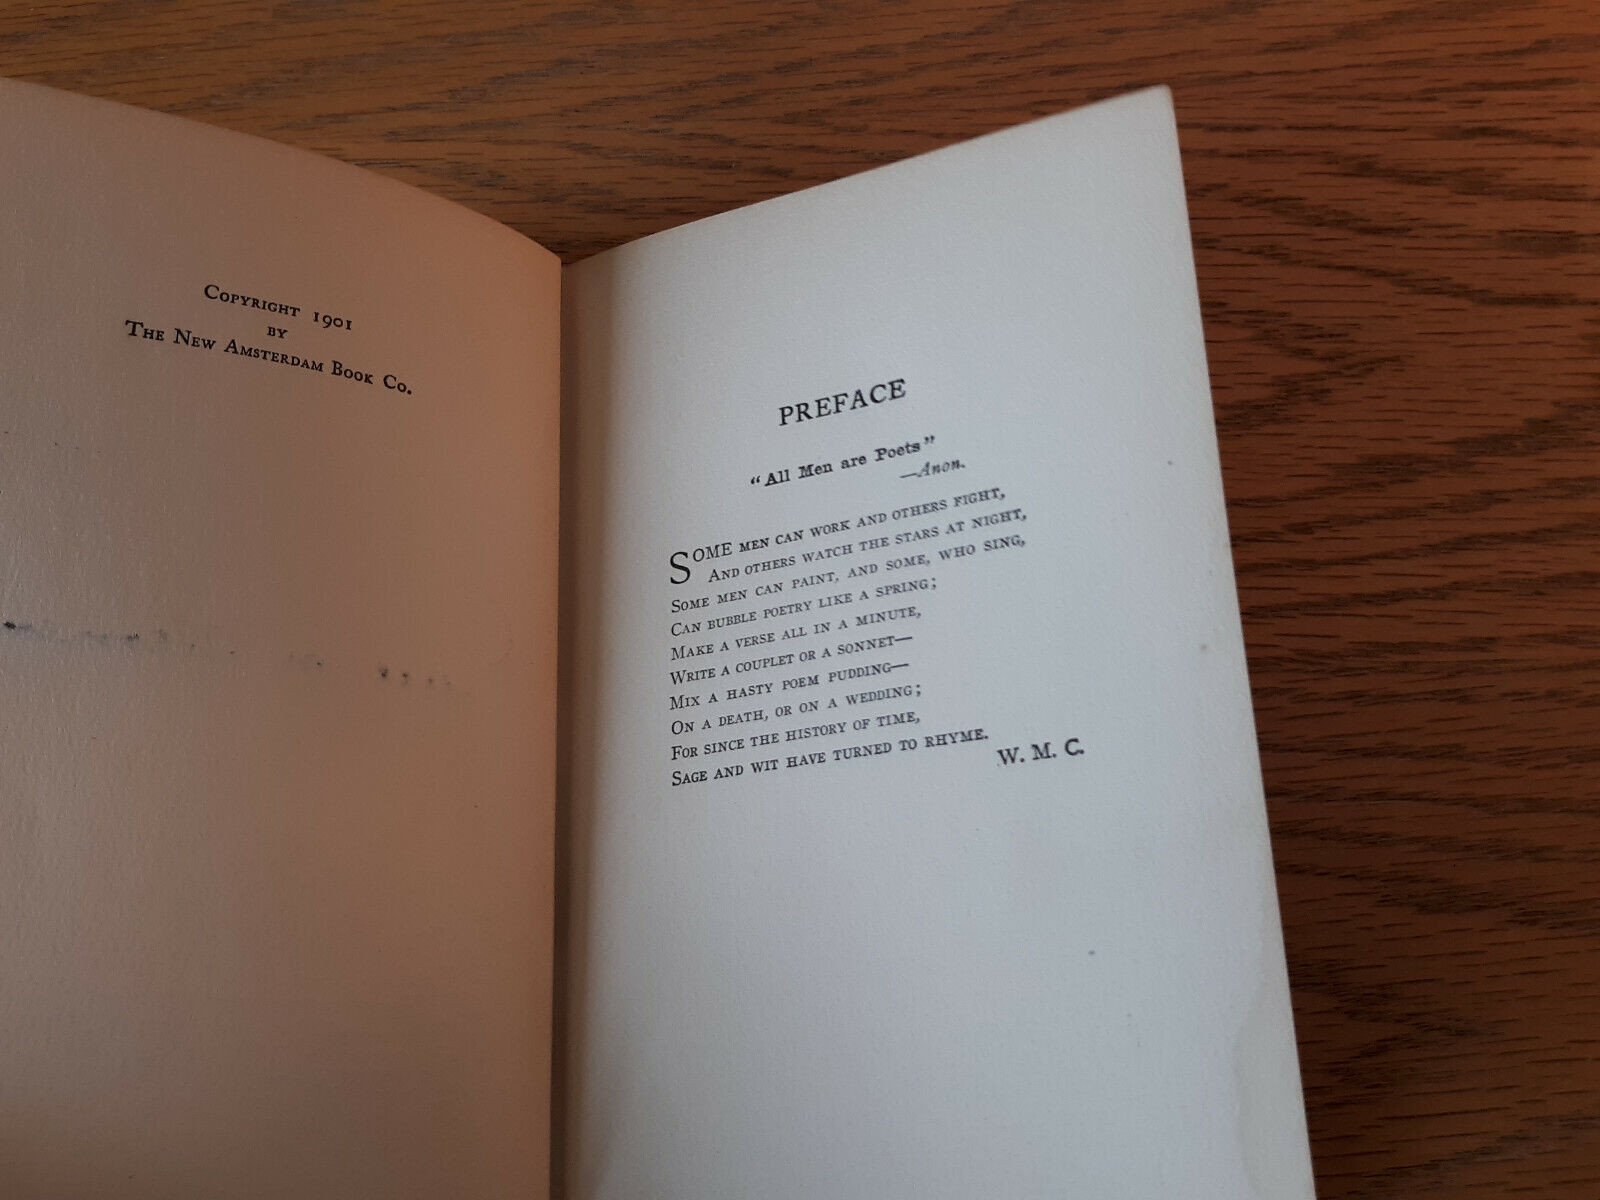 Copyright 1901
by
The New Amsterdam Book Co.
PREFACE
"All Men are Poets"
—Anon.
SOME MEN CAN WORK AND OTHERS FIGHT,
AND OTHERS WATCH THE STARS AT NIGHT,
SOME MEN CAN PAINT, AND SOME, WHO SING,
CAN BUBBLE POETRY LIKE A SPRING;
MAKE A VERSE ALL IN A MINUTE,
WRITE A COUPLET OR A SONNET—
MIX A HASTY POEM PUDDING—
ON A DEATH, OR ON A WEDDING;
FOR SINCE THE HISTORY OF TIME,
SAGE AND WIT HAVE TURNED TO RHYME.
W. M. C.